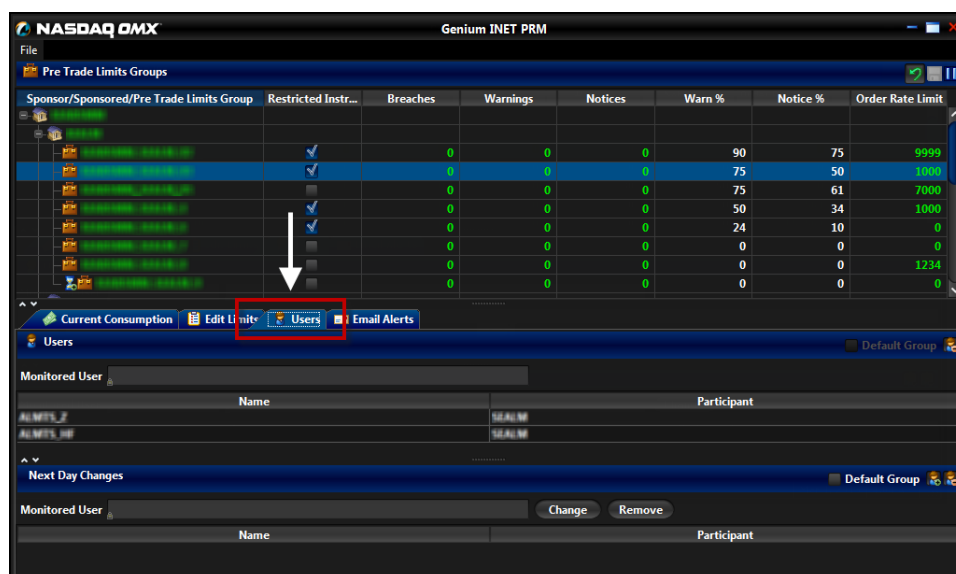 NASDAQ OMX
Genium INET PRM
File
Pre Trade Limits Groups
Sponsor/Sponsored/Pre Trade Limits Group Restricted Instr... Breaches Warnings Notices Warn % Notice % Order Rate Limit
0 0 0 90 75 9999
0 0 0 75 50 1000
0 0 0 75 61 7000
0 0 0 50 34 1000
0 0 0 24 10 0
0 0 0 0 0 0
0 0 0 0 0 1234
0 0 0 0 0 0
Current Consumption Edit Limits Users Email Alerts
Users Default Group
Monitored User
Name Participant
ALMTS_Z SEALM
ALMTS_HF SEALM
Next Day Changes Default Group
Monitored User Change Remove
Name Participant